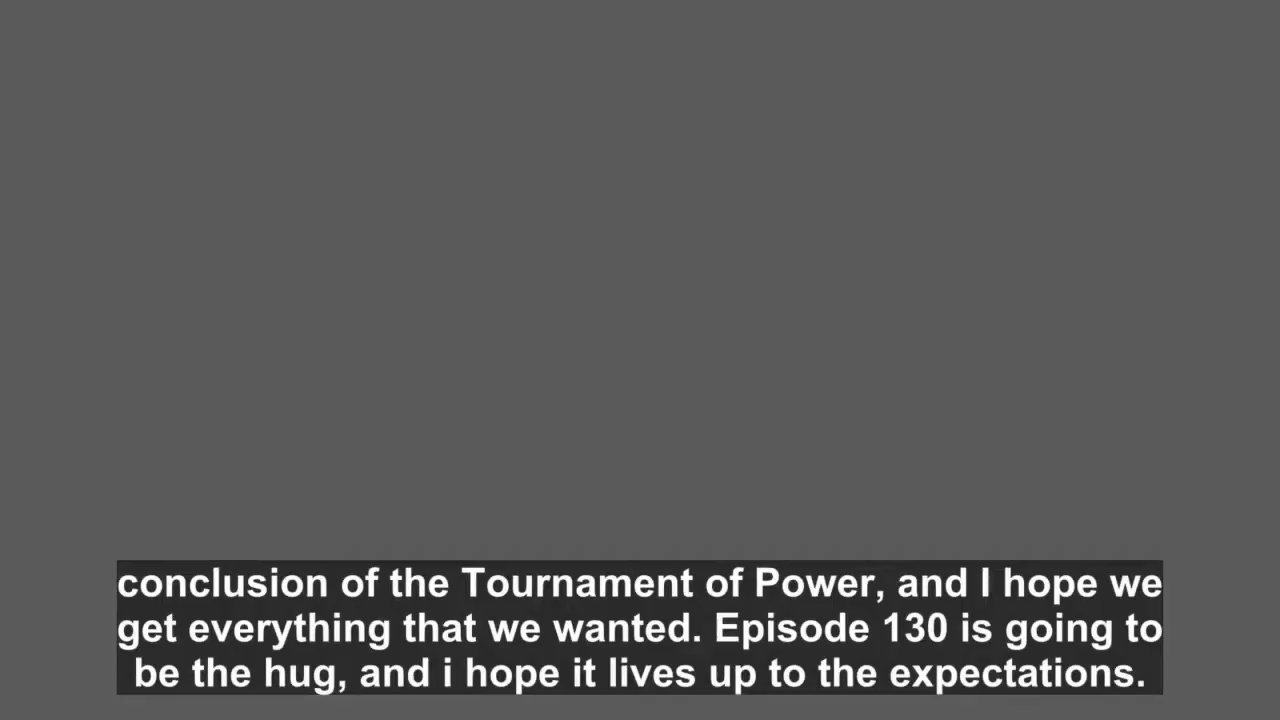 conclusion of the Tournament of Power, and I hope we
get everything that we wanted. Episode 130 is going to
be the hug, and i hope it lives up to the expectations.